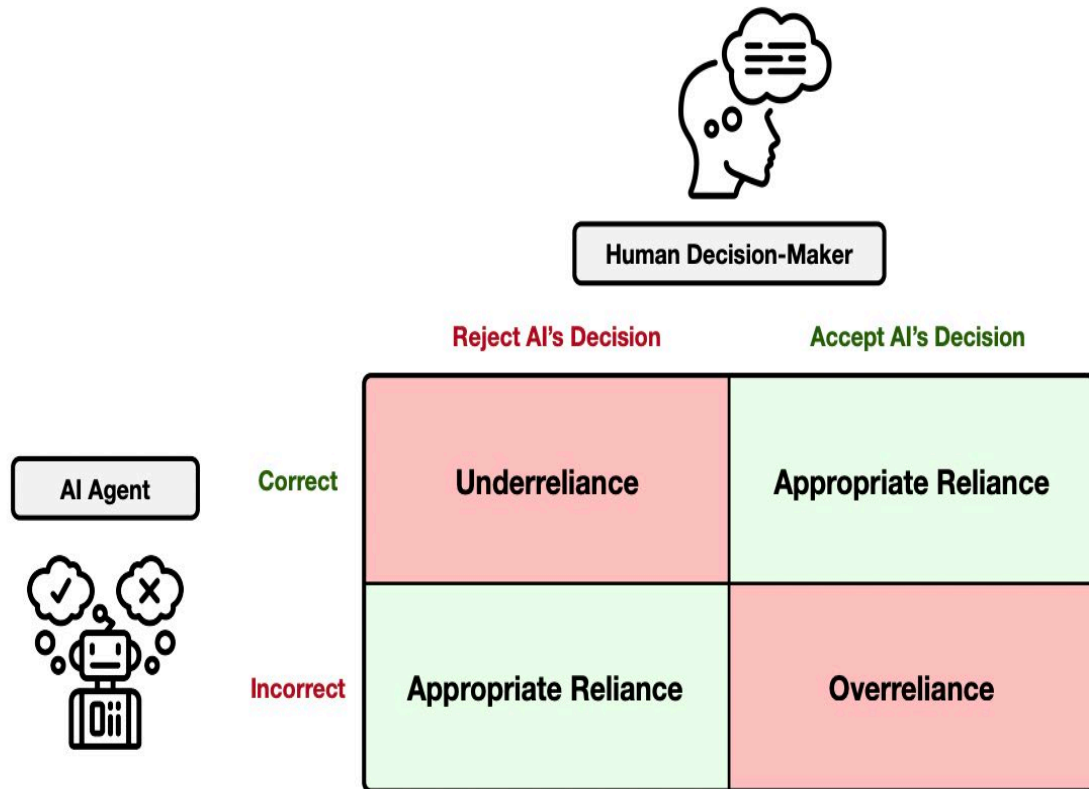 Human Decision-Maker
Reject AI's Decision
Accept AI's Decision
AI Agent
Correct
Underreliance
Appropriate Reliance
Incorrect
Appropriate Reliance
Overreliance